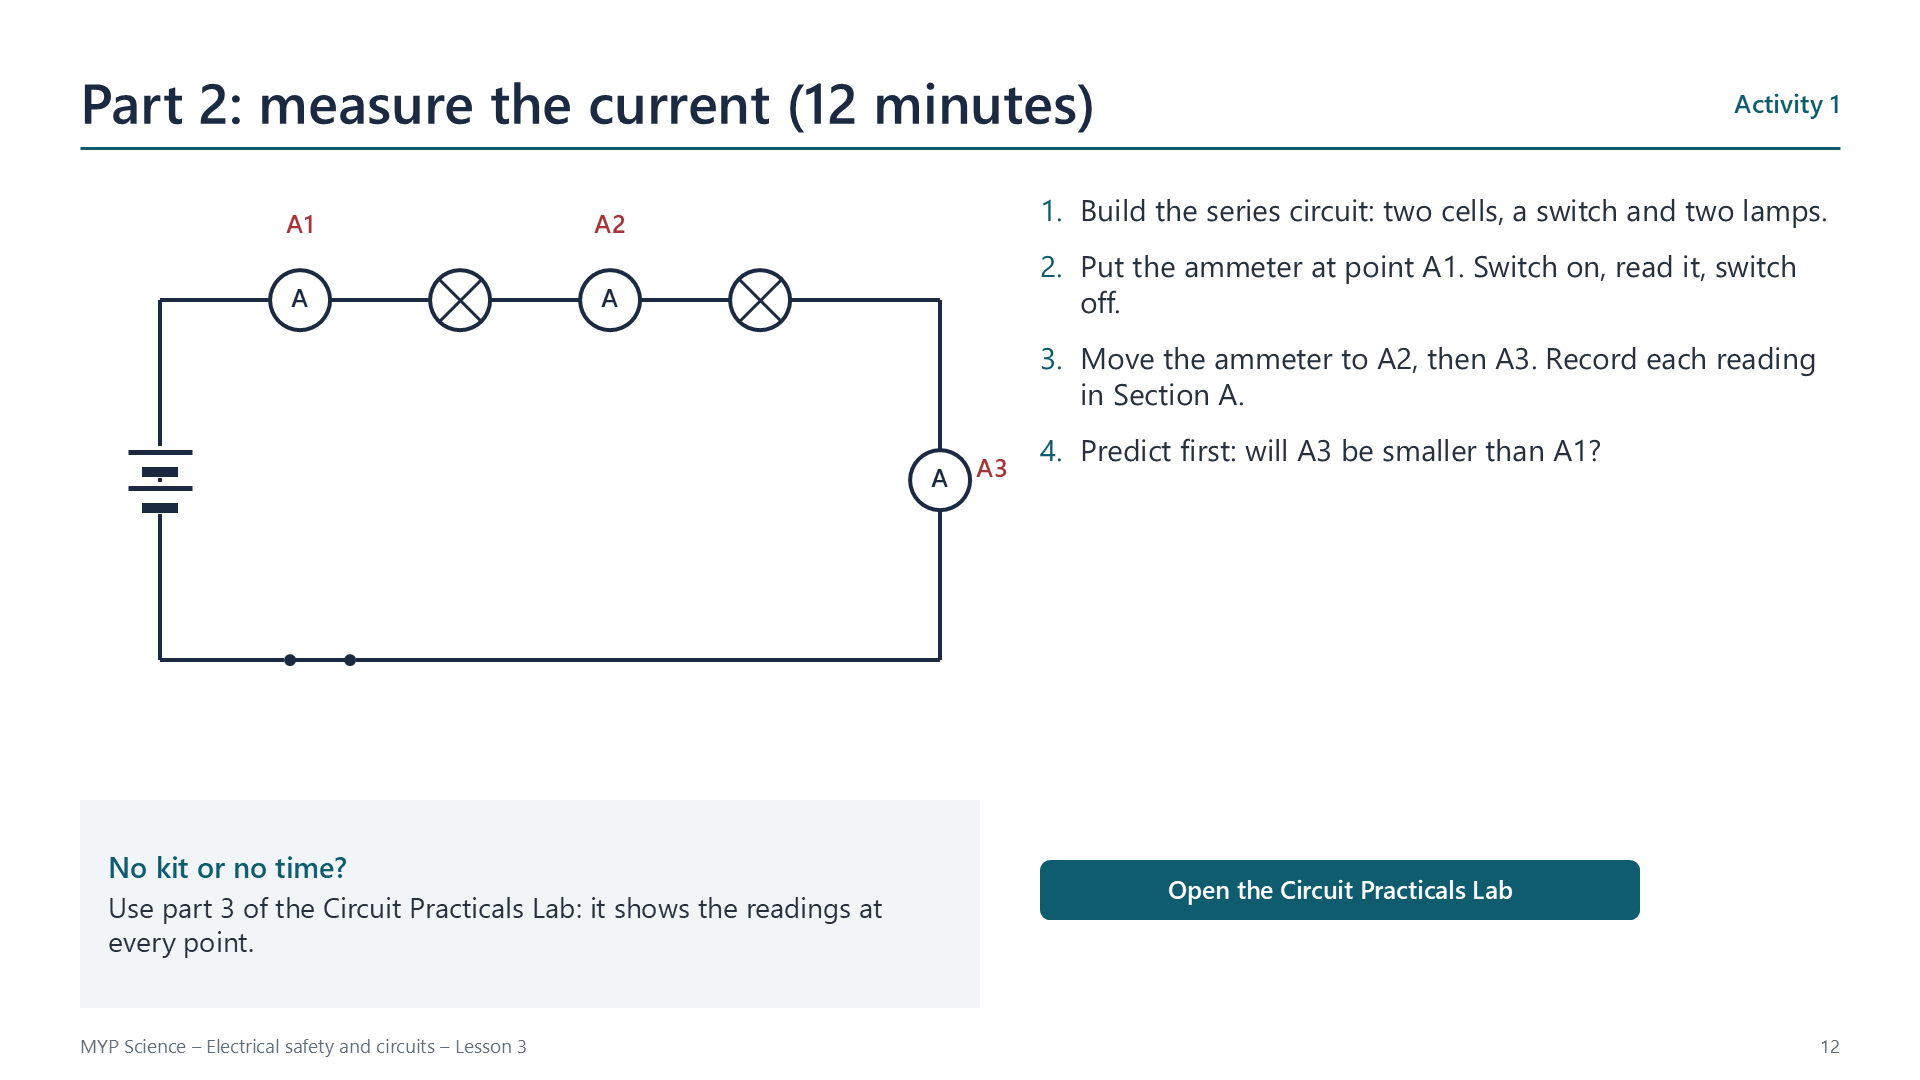 Part 2: measure the current (12 minutes)
Activity 1
A1
A2
A
A
A
A3
1. Build the series circuit: two cells, a switch and two lamps.
2. Put the ammeter at point A1. Switch on, read it, switch
off.
3. Move the ammeter to A2, then A3. Record each reading
in Section A.
4. Predict first: will A3 be smaller than A1?
No kit or no time?
Use part 3 of the Circuit Practicals Lab: it shows the readings at
every point.
Open the Circuit Practicals Lab
MYP Science – Electrical safety and circuits – Lesson 3
12